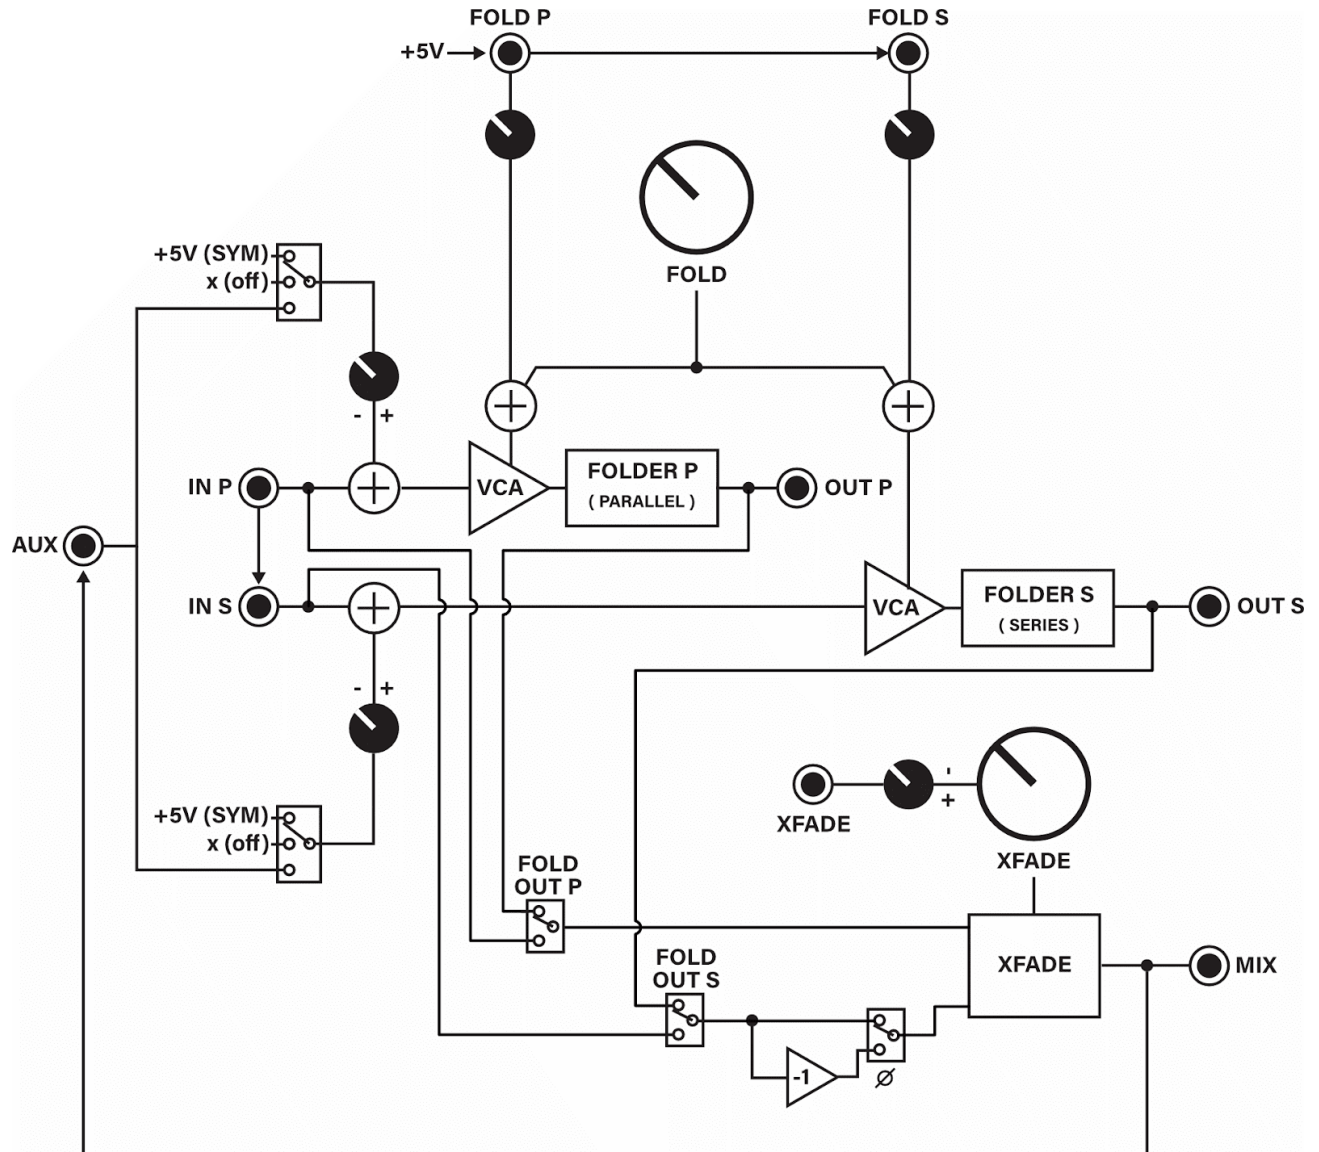 FOLD P
FOLD S
+5V
FOLD
+5V (SYM)
x (off)
- +
IN P
VCA
FOLDER P
( PARALLEL )
OUT P
AUX
IN S
VCA
FOLDER S
( SERIES )
OUT S
- +
+5V (SYM)
x (off)
XFADE
-
+
XFADE
FOLD
OUT P
XFADE
MIX
FOLD
OUT S
-1
Ø